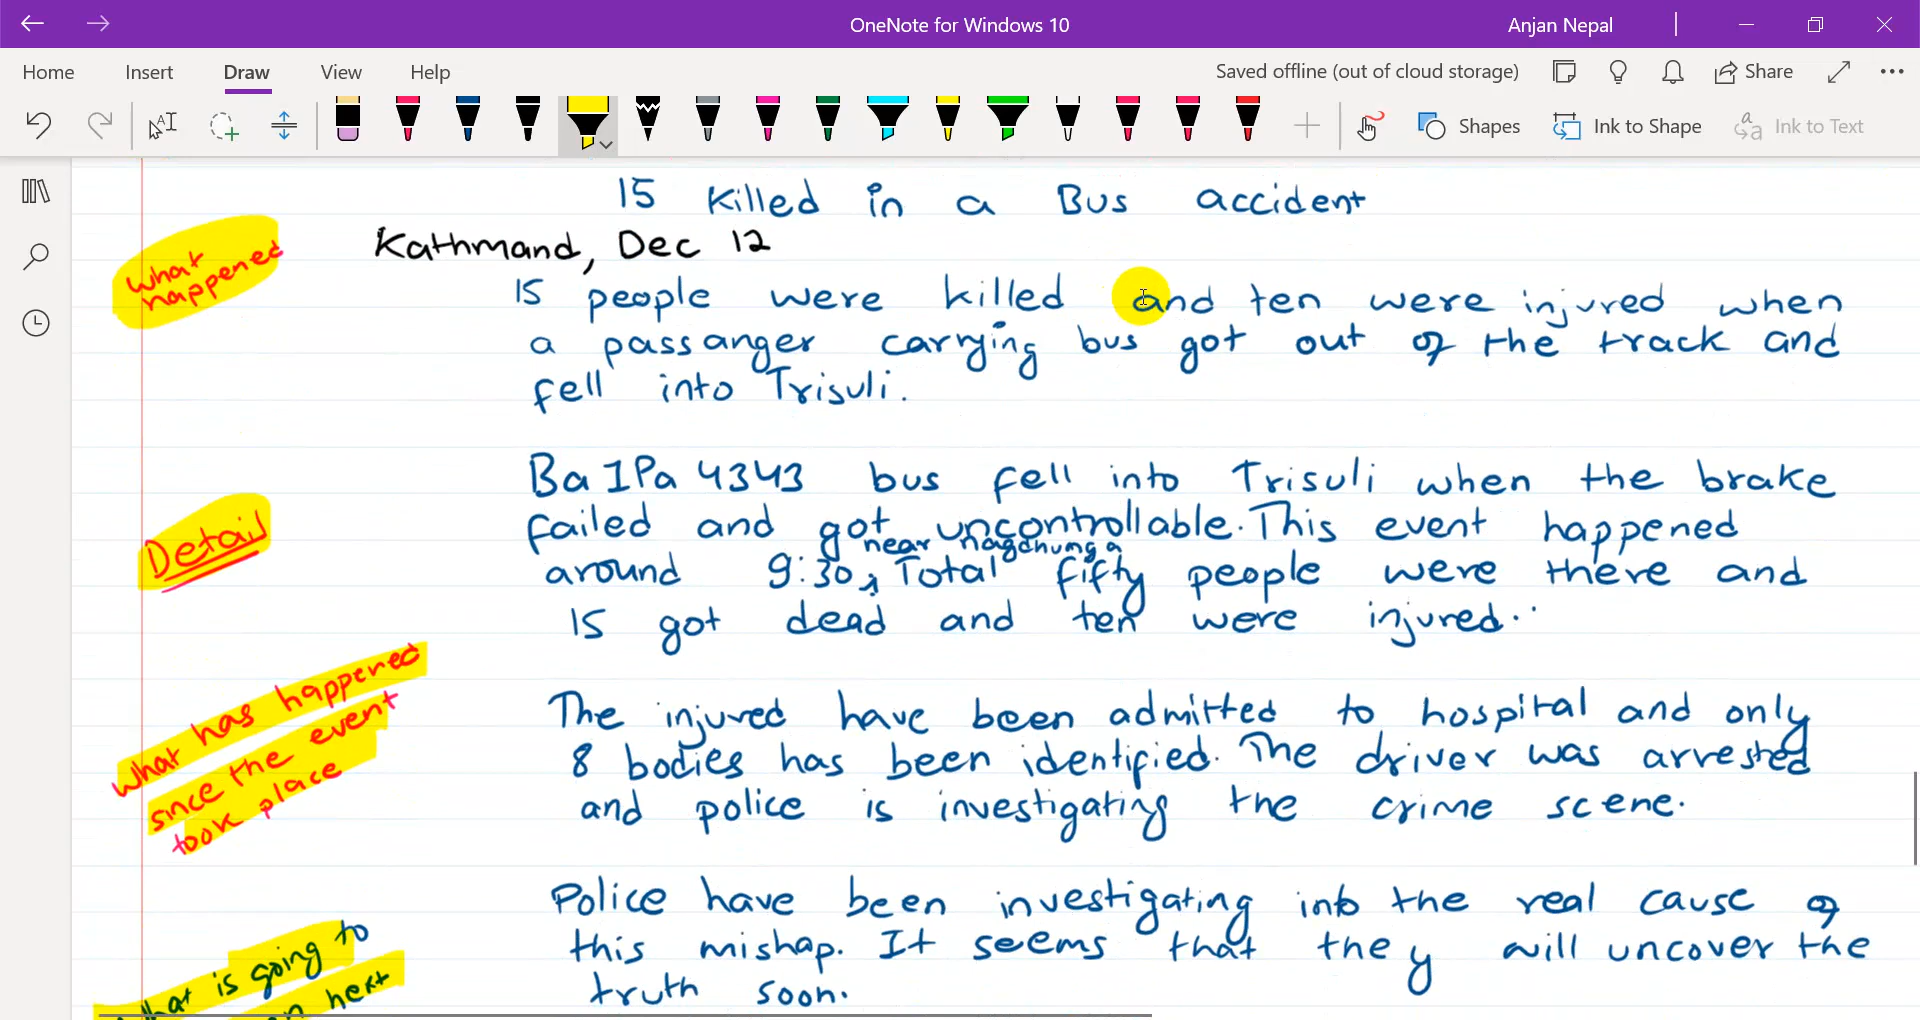 OneNote for Windows 10
Anjan Nepal
Home Insert Draw View Help
Saved offline (out of cloud storage)
Share
Shapes
Ink to Shape
Ink to Text
15 Killed in a Bus accident
Kathmand, Dec 12
what
happened
15 people were killed and ten were injured when
a passanger carrying bus got out of the track and
fell into Trisuli.
Detail
Ba 1 Pa 4343 bus fell into Trisuli when the brake
failed and got uncontrollable. This event happened
near nagdhunga
around 9:30, Total fifty people were there and
15 got dead and ten were injured.
what has happened
since the event
took place
The injured have been admitted to hospital and only
8 bodies has been identified. The driver was arrested
and police is investigating the crime scene.
what is going to
next
Police have been investigating into the real cause of
this mishap. It seems that they will uncover the
truth soon.